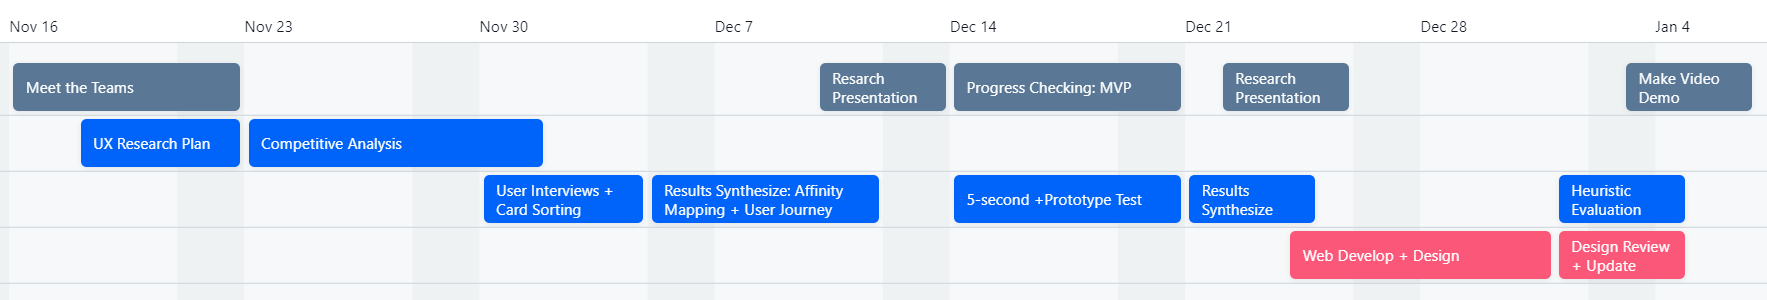 Nov 16
Nov 23
Nov 30
Dec 7
Dec 14
Dec 21
Dec 28
Jan 4
Meet the Teams
Resarch
Presentation
Progress Checking: MVP
Research
Presentation
Make Video
Demo
UX Research Plan
Competitive Analysis
User Interviews +
Card Sorting
Results Synthesize: Affinity
Mapping + User Journey
5-second +Prototype Test
Results
Synthesize
Heuristic
Evaluation
Web Develop + Design
Design Review
+ Update